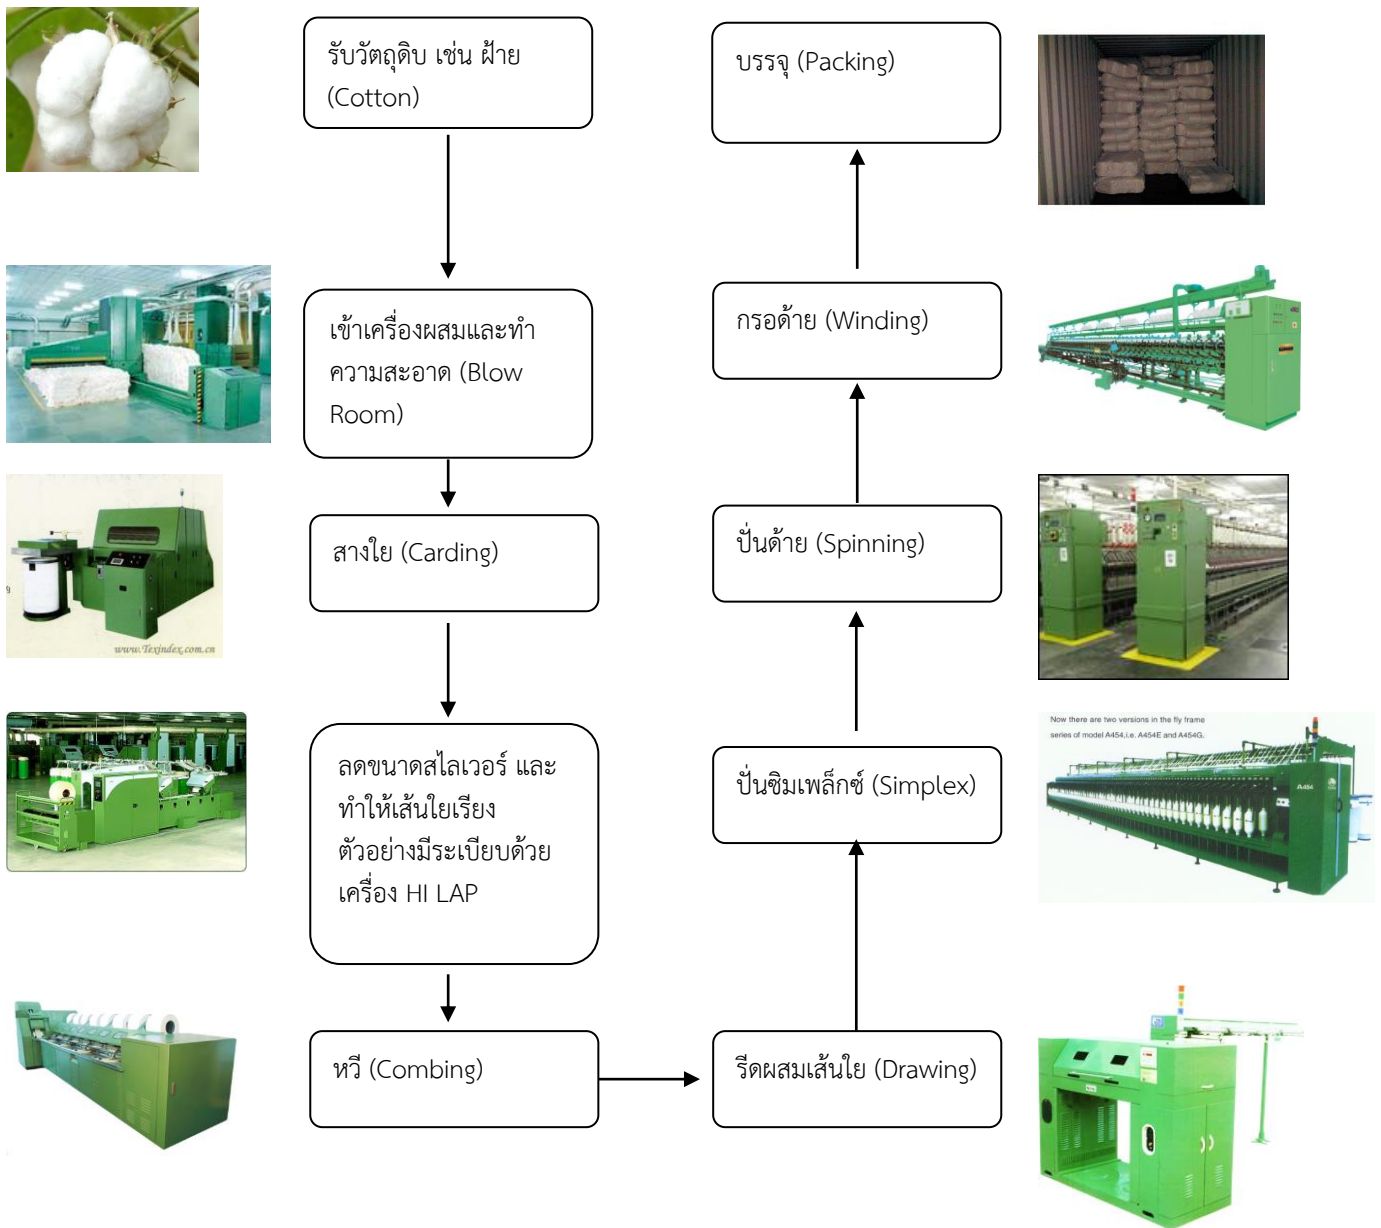 รับวัตถุดิบ เช่น ฝ้าย
(Cotton)
เข้าเครื่องผสมและทำ
ความสะอาด (Blow
Room)
สางใย (Carding)
www.Texindex.com.cn
ลดขนาดสไลเวอร์ และ
ทำให้เส้นใยเรียง
ตัวอย่างมีระเบียบด้วย
เครื่อง HI LAP
หวี (Combing)
รีดผสมเส้นใย (Drawing)
ปั่นซิมเพล็กซ์ (Simplex)
Now there are two versions in the fly frame
series of model A454,i.e. A454E and A454G.
A454
ปั่นด้าย (Spinning)
กรอด้าย (Winding)
บรรจุ (Packing)